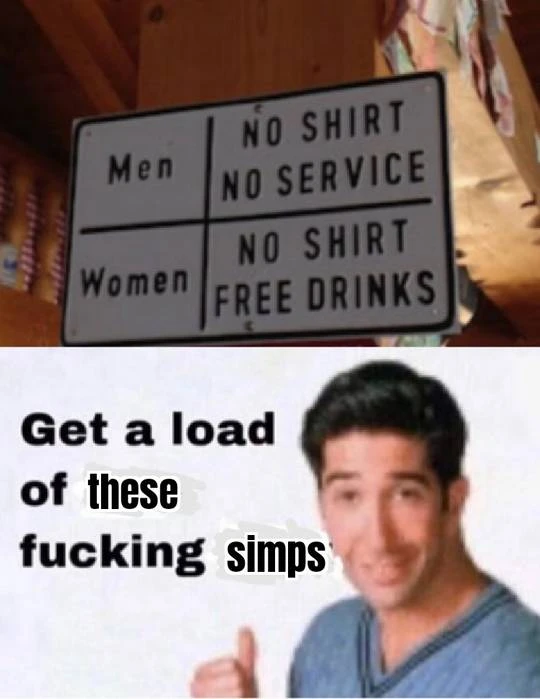 Men
NO SHIRT
NO SERVICE
Women
NO SHIRT
FREE DRINKS
Get a load
of these
fucking simps